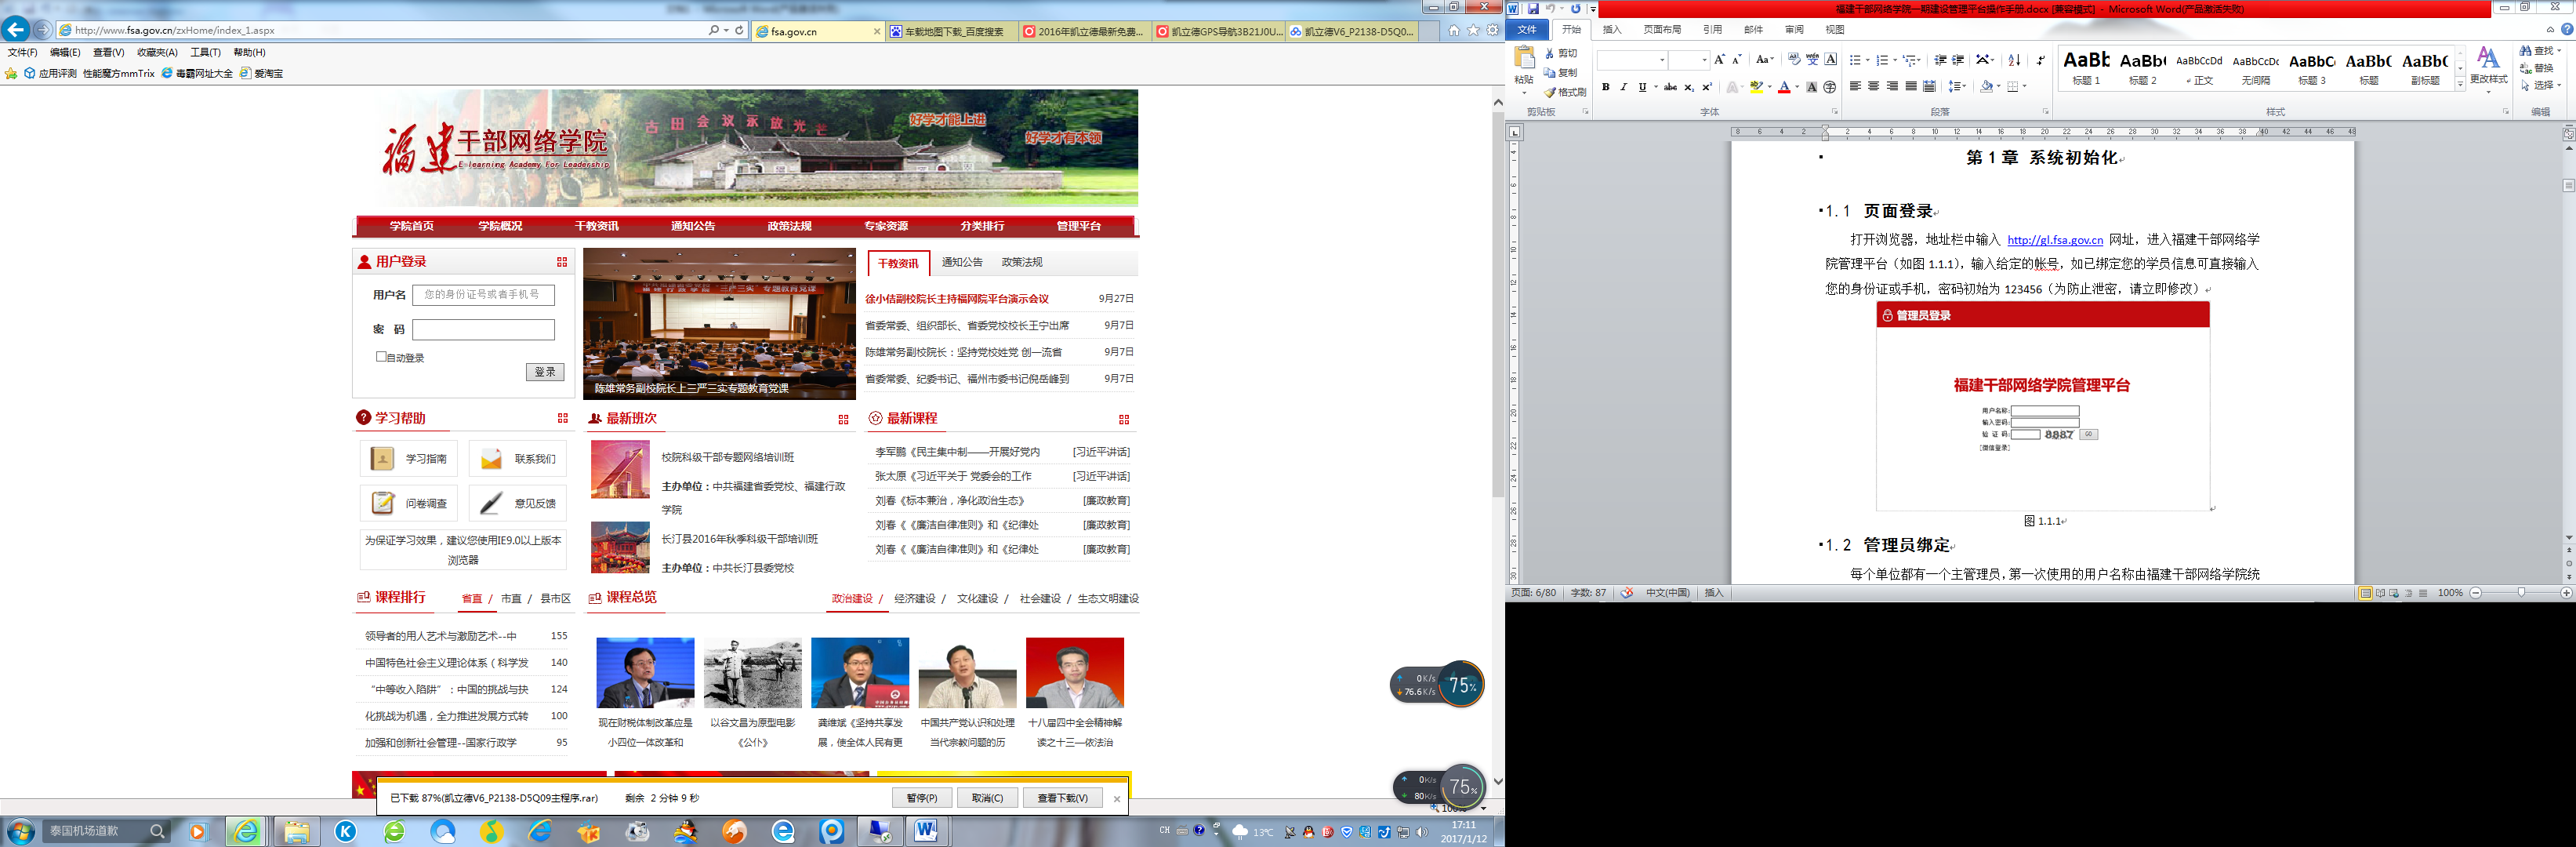 http://www.fsa.gov.cn/zxHome/index_1.aspx
fsa.gov.cn
车载地图下载_百度搜索
2016年凯立德最新免费...
凯立德GPS导航3B21J0U...
凯立德V6_P2138-D5Q0...
文件(F) 编辑(E) 查看(V) 收藏夹(A) 工具(T) 帮助(H)
应用评测 性能魔方mmTrix 毒霸网址大全 爱淘宝
福建干部网络学院
E-learning Academy For Leadership
古田会议永放光芒
好学才能上进
好学才有本领
学院首页 学院概况 干教资讯 通知公告 政策法规 专家资源 分类排行 管理平台
用户登录
用户名 您的身份证号或者手机号
密 码
自动登录
登录
陈雄常务副校院长上三严三实专题教育党课
干教资讯 通知公告 政策法规
徐小佶副校院长主持福网院平台演示会议 9月27日
省委常委、组织部长、省委党校校长王宁出席 9月7日
陈雄常务副校院长：坚持党校姓党 创一流省 9月7日
省委常委、纪委书记、福州市委书记倪岳峰到 9月7日
学习帮助
学习指南 联系我们
问卷调查 意见反馈
为保证学习效果，建议您使用IE9.0以上版本
浏览器
最新班次
校院科级干部专题网络培训班
主办单位：中共福建省委党校、福建行政
学院
长汀县2016年秋季科级干部培训班
主办单位：中共长汀县委党校
最新课程
李军鹏《民主集中制——开展好党内 [习近平讲话]
张太原《习近平关于 党委会的工作 [习近平讲话]
刘春《标本兼治，净化政治生态》 [廉政教育]
刘春《《廉洁自律准则》和《纪律处 [廉政教育]
刘春《《廉洁自律准则》和《纪律处 [廉政教育]
课程排行 省直 / 市直 / 县市区
领导者的用人艺术与激励艺术--中 155
中国特色社会主义理论体系（科学发 140
“中等收入陷阱”：中国的挑战与抉 124
化挑战为机遇，全力推进发展方式转 100
加强和创新社会管理--国家行政学 95
课程总览 政治建设 / 经济建设 / 文化建设 / 社会建设 / 生态文明建设
现在财税体制改革应是
小四位一体改革和
以谷文昌为原型电影
《公仆》
龚维斌《坚持共享发
展，使全体人民有更
中国共产党认识和处理
当代宗教问题的历
十八届四中全会精神解
读之十三—依法治
已下载 87%(凯立德V6_P2138-D5Q09主程序.rar) 剩余 2 分钟 9 秒 暂停(P) 取消(C) 查看下载(V)
0K/s
76.6K/s
75%
0K/s
80K/s
75%
泰国机场道歉
CH
13℃
17:11
2017/1/12
福建干部网络学院一期建设管理平台操作手册.docx [兼容模式] - Microsoft Word(产品激活失败)
文件 开始 插入 页面布局 引用 邮件 审阅 视图
粘贴 剪切 复制 格式刷
剪贴板 字体 段落 样式 编辑
标题 1 标题 2 正文 无间隔 标题 3 标题 副标题
更改样式
查找
替换
选择
第 1 章 系统初始化
1.1 页面登录
打开浏览器，地址栏中输入 http://gl.fsa.gov.cn 网址，进入福建干部网络学
院管理平台（如图 1.1.1），输入给定的帐号，如已绑定您的学员信息可直接输入
您的身份证或手机，密码初始为 123456（为防止泄密，请立即修改）
管理员登录
福建干部网络学院管理平台
用户名称:
输入密码:
验 证 码: 8887 GO
[微信登录]
图 1.1.1
1.2 管理员绑定
每个单位都有一个主管理员，第一次使用的用户名称由福建干部网络学院统
页面: 6/80 字数: 87 中文(中国) 插入 100%